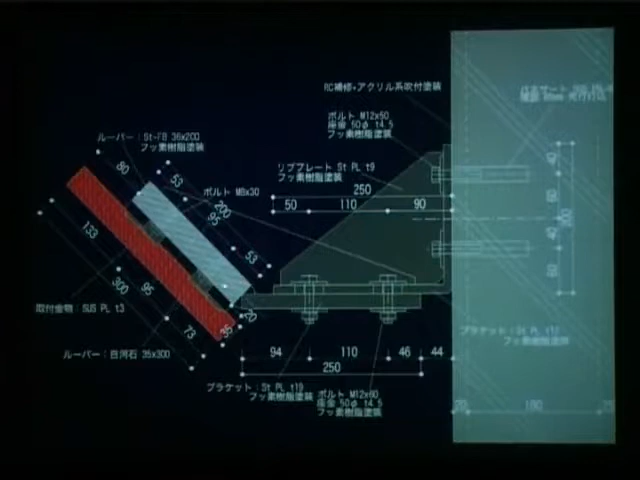 RC補修+アクリル系吹付塗装
ボルト M12x50
座金 50φ t4.5
フッ素樹脂塗装
ルーバー:St-FB 36x200
フッ素樹脂塗装
リブプレート St PL t9
フッ素樹脂塗装
80
53
ボルト M8x30
250
50
110
90
200
95
53
133
300
95
73
35
20
40
60
40
60
取付金物:SUS PL t3
ルーバー:白河石 35x300
ブラケット:St PL t12
フッ素樹脂塗装
94
110
46
44
250
ブラケット:St PL t19
フッ素樹脂塗装
ボルト M12x60
座金 50φ t4.5
フッ素樹脂塗装
20
180